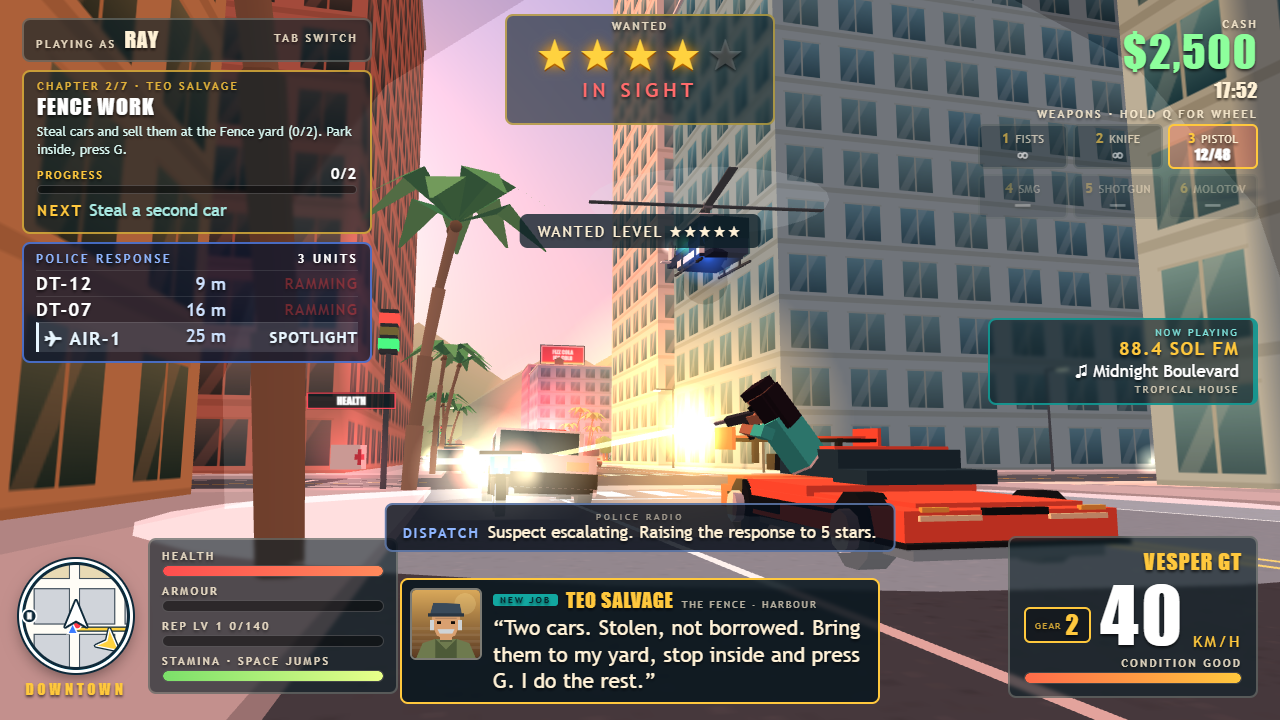 PLAYING AS RAY
TAB SWITCH
CHAPTER 2/7 · TEO SALVAGE
FENCE WORK
Steal cars and sell them at the Fence yard (0/2). Park
inside, press G.
PROGRESS 0/2
NEXT Steal a second car
POLICE RESPONSE 3 UNITS
DT-12 9 m RAMMING
DT-07 16 m RAMMING
AIR-1 25 m SPOTLIGHT
WANTED
IN SIGHT
WANTED LEVEL ★★★★★
CASH
$2,500
17:52
WEAPONS · HOLD Q FOR WHEEL
1 FISTS
∞
2 KNIFE
∞
3 PISTOL
12/48
4 SMG
—
5 SHOTGUN
—
6 MOLOTOV
—
NOW PLAYING
88.4 SOL FM
♫ Midnight Boulevard
TROPICAL HOUSE
HEALTH
POLICE RADIO
DISPATCH Suspect escalating. Raising the response to 5 stars.
DOWNTOWN
HEALTH
ARMOUR
REP LV 1 0/140
STAMINA · SPACE JUMPS
NEW JOB TEO SALVAGE THE FENCE · HARBOUR
“Two cars. Stolen, not borrowed. Bring
them to my yard, stop inside and press
G. I do the rest.”
VESPER GT
GEAR 2 40 KM/H
CONDITION GOOD